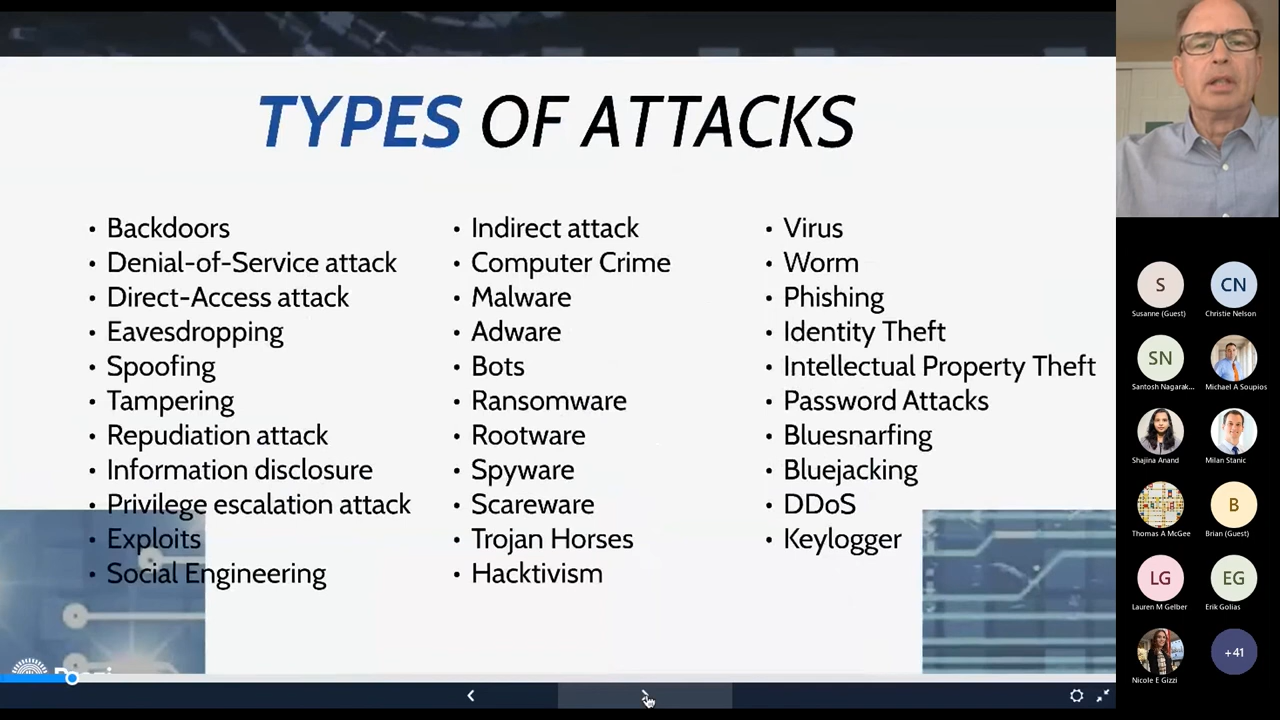 TYPES OF ATTACKS
• Backdoors
• Denial-of-Service attack
• Direct-Access attack
• Eavesdropping
• Spoofing
• Tampering
• Repudiation attack
• Information disclosure
• Privilege escalation attack
• Exploits
• Social Engineering
• Indirect attack
• Computer Crime
• Malware
• Adware
• Bots
• Ransomware
• Rootware
• Spyware
• Scareware
• Trojan Horses
• Hacktivism
• Virus
• Worm
• Phishing
• Identity Theft
• Intellectual Property Theft
• Password Attacks
• Bluesnarfing
• Bluejacking
• DDoS
• Keylogger
S
CN
Susanne (Guest)
Christie Nelson
SN
Santosh Nagarak...
Michael A Soupios
Shajina Anand
Milan Stanic
B
Thomas A McGee
Brian (Guest)
LG
EG
Lauren M Gelber
Erik Golias
+41
Nicole E Gizzi